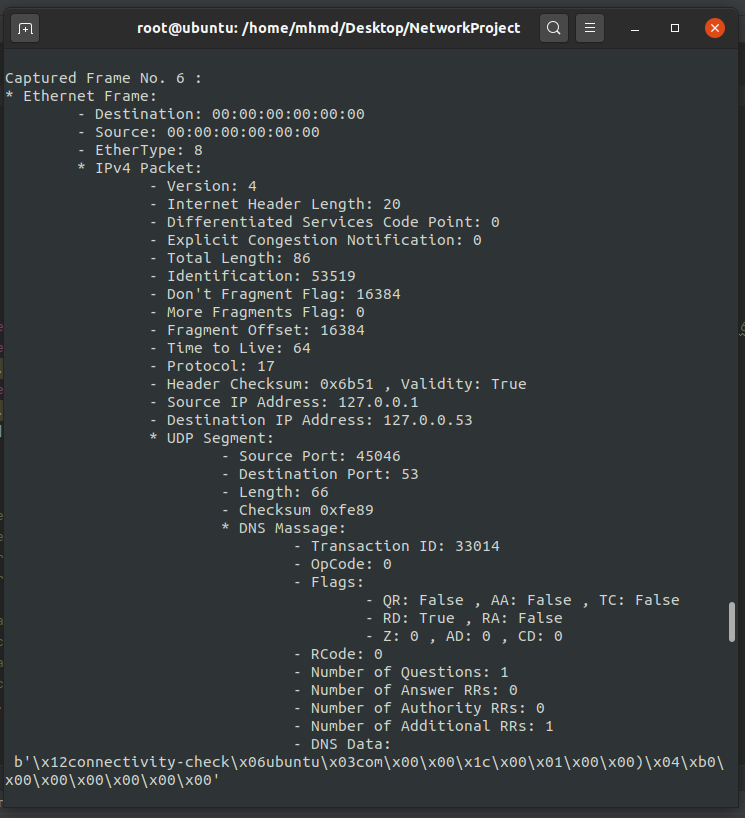 root@ubuntu: /home/mhmd/Desktop/NetworkProject
Captured Frame No. 6 :
* Ethernet Frame:
- Destination: 00:00:00:00:00:00
- Source: 00:00:00:00:00:00
- EtherType: 8
* IPv4 Packet:
- Version: 4
- Internet Header Length: 20
- Differentiated Services Code Point: 0
- Explicit Congestion Notification: 0
- Total Length: 86
- Identification: 53519
- Don't Fragment Flag: 16384
- More Fragments Flag: 0
- Fragment Offset: 16384
- Time to Live: 64
- Protocol: 17
- Header Checksum: 0x6b51 , Validity: True
- Source IP Address: 127.0.0.1
- Destination IP Address: 127.0.0.53
* UDP Segment:
- Source Port: 45046
- Destination Port: 53
- Length: 66
- Checksum 0xfe89
* DNS Massage:
- Transaction ID: 33014
- OpCode: 0
- Flags:
- QR: False , AA: False , TC: False
- RD: True , RA: False
- Z: 0 , AD: 0 , CD: 0
- RCode: 0
- Number of Questions: 1
- Number of Answer RRs: 0
- Number of Authority RRs: 0
- Number of Additional RRs: 1
- DNS Data:
b'\x12connectivity-check\x06ubuntu\x03com\x00\x00\x1c\x00\x01\x00\x00)\x04\xb0\
x00\x00\x00\x00\x00\x00'